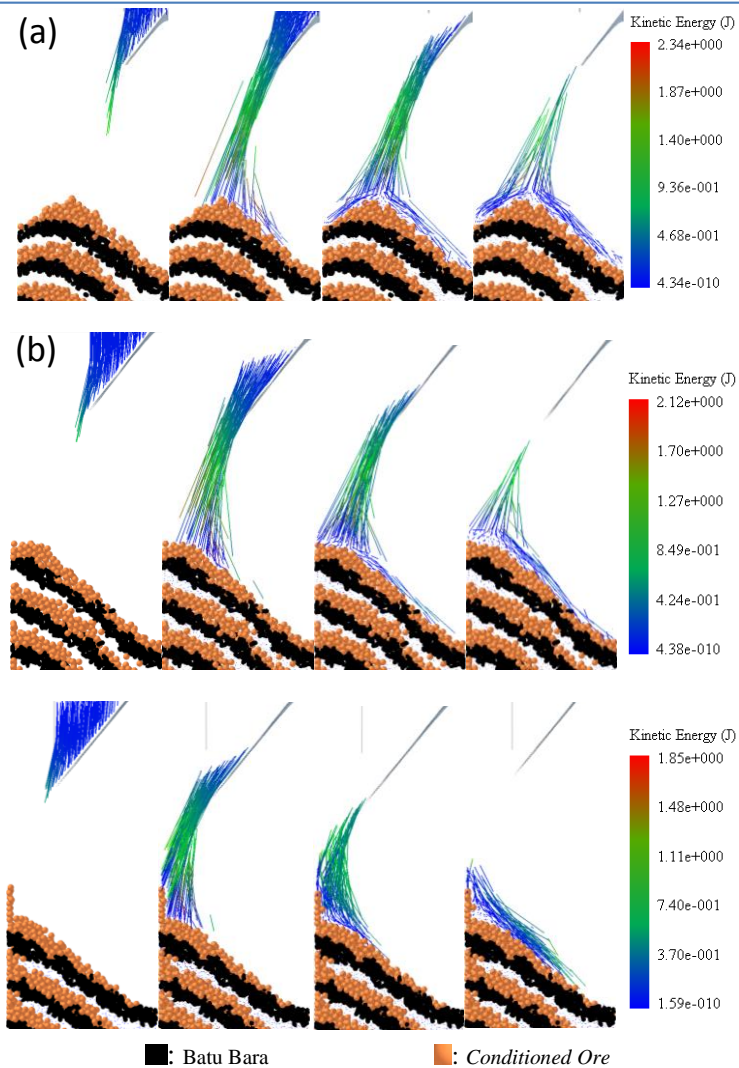 (a)
Kinetic Energy (J)
2.34e+000
1.87e+000
1.40e+000
9.36e-001
4.68e-001
4.34e-010
(b)
Kinetic Energy (J)
2.12e+000
1.70e+000
1.27e+000
8.49e-001
4.24e-001
4.38e-010
Kinetic Energy (J)
1.85e+000
1.48e+000
1.11e+000
7.40e-001
3.70e-001
1.59e-010
: Batu Bara
: Conditioned Ore